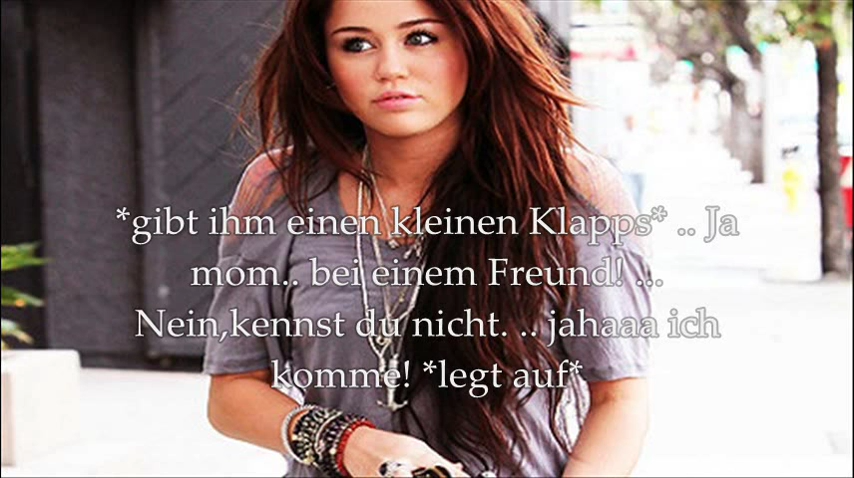 *gibt ihm einen kleinen Klapps* .. Ja
mom.. bei einem Freund! ...
Nein,kennst du nicht. .. jahaaa ich
komme! *legt auf*